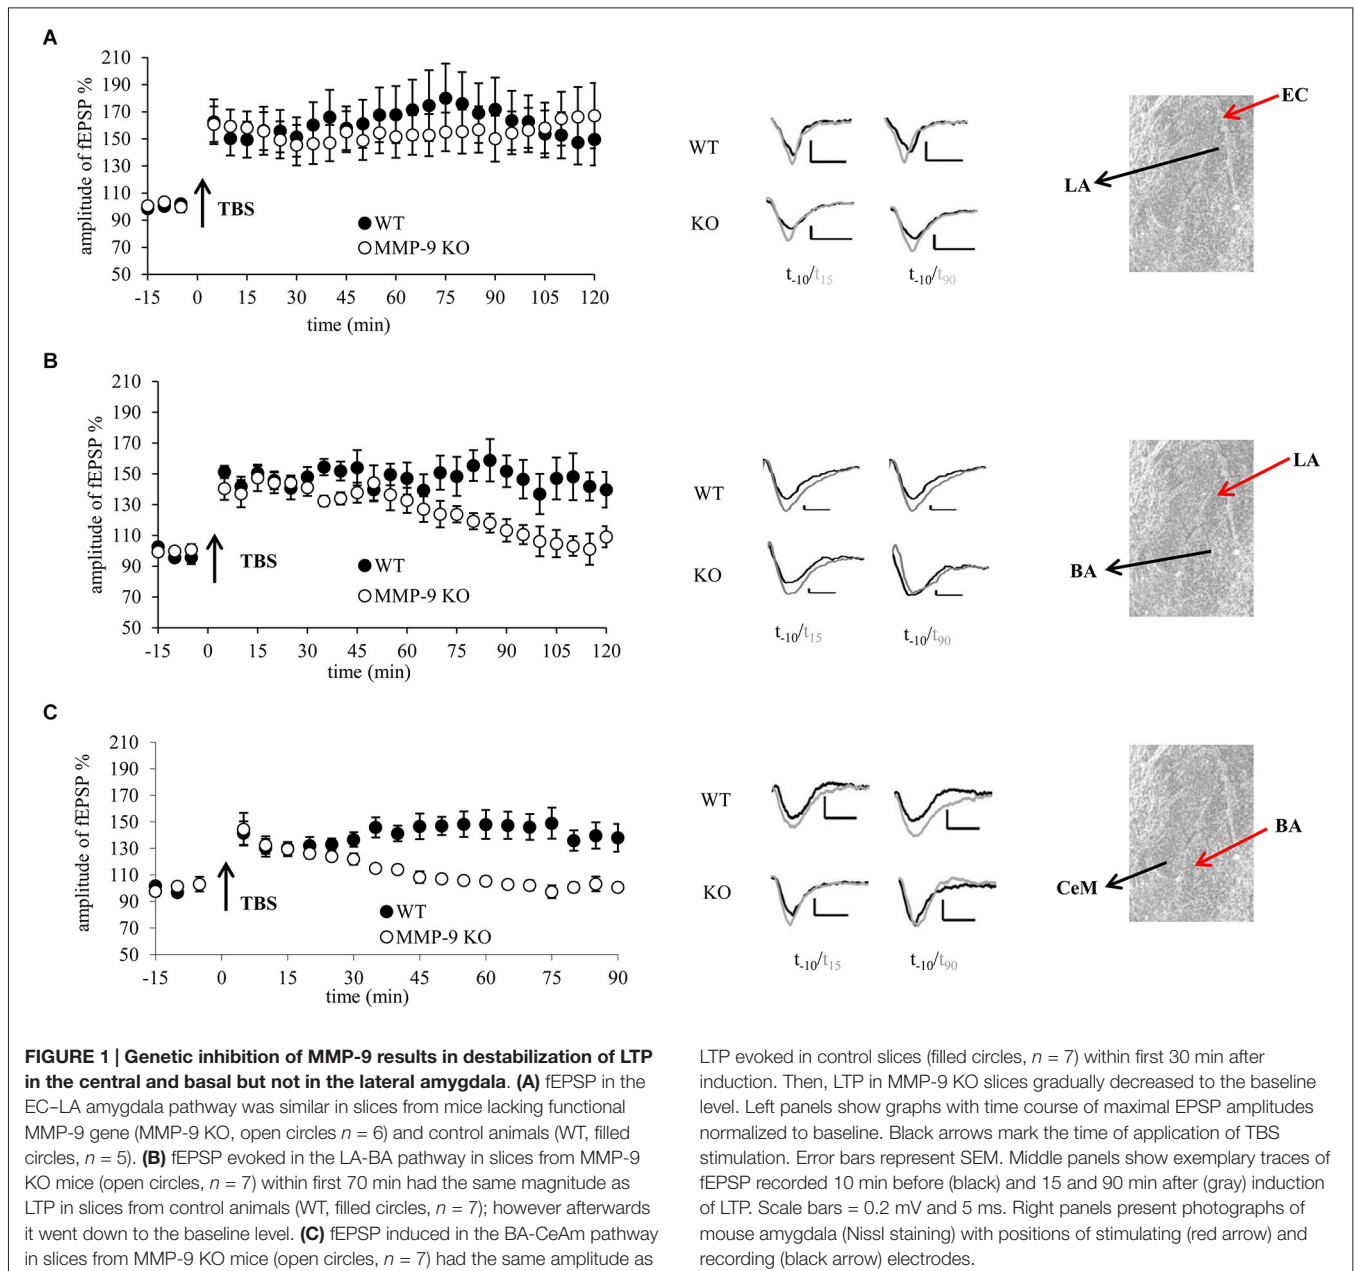 A
amplitude of fEPSP %
210
190
170
150
130
110
90
70
50
TBS
WT
MMP-9 KO
-15 0 15 30 45 60 75 90 105 120
time (min)
WT
KO
t-10/t15 t-10/t90
EC
LA
B
amplitude of fEPSP %
210
190
170
150
130
110
90
70
50
TBS
WT
MMP-9 KO
-15 0 15 30 45 60 75 90 105 120
time (min)
WT
KO
t-10/t15 t-10/t90
LA
BA
C
amplitude of fEPSP %
210
190
170
150
130
110
90
70
50
TBS
WT
MMP-9 KO
-15 0 15 30 45 60 75 90
time (min)
WT
KO
t-10/t15 t-10/t90
BA
CeM
FIGURE 1 | Genetic inhibition of MMP-9 results in destabilization of LTP
in the central and basal but not in the lateral amygdala. (A) fEPSP in the
EC–LA amygdala pathway was similar in slices from mice lacking functional
MMP-9 gene (MMP-9 KO, open circles n = 6) and control animals (WT, filled
circles, n = 5). (B) fEPSP evoked in the LA-BA pathway in slices from MMP-9
KO mice (open circles, n = 7) within first 70 min had the same magnitude as
LTP in slices from control animals (WT, filled circles, n = 7); however afterwards
it went down to the baseline level. (C) fEPSP induced in the BA-CeAm pathway
in slices from MMP-9 KO mice (open circles, n = 7) had the same amplitude as
LTP evoked in control slices (filled circles, n = 7) within first 30 min after
induction. Then, LTP in MMP-9 KO slices gradually decreased to the baseline
level. Left panels show graphs with time course of maximal EPSP amplitudes
normalized to baseline. Black arrows mark the time of application of TBS
stimulation. Error bars represent SEM. Middle panels show exemplary traces of
fEPSP recorded 10 min before (black) and 15 and 90 min after (gray) induction
of LTP. Scale bars = 0.2 mV and 5 ms. Right panels present photographs of
mouse amygdala (Nissl staining) with positions of stimulating (red arrow) and
recording (black arrow) electrodes.